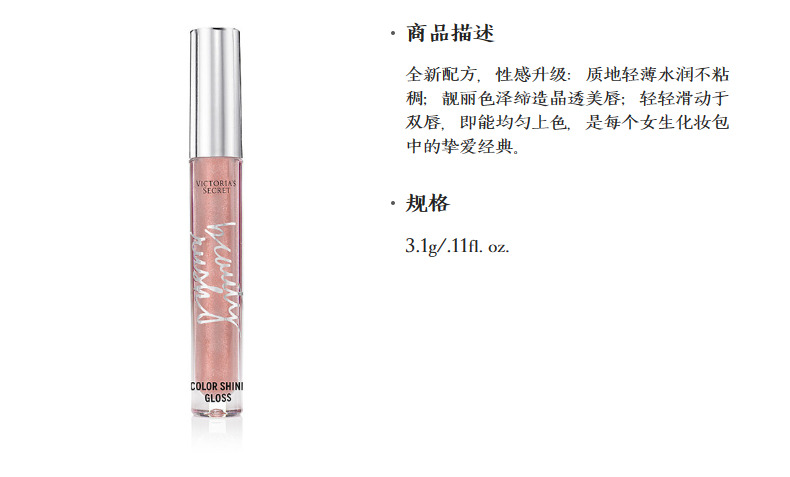 VICTORIA'S
SECRET
beauty
rush
COLOR SHINE
GLOSS
商品描述
全新配方，性感升级：质地轻薄水润不粘
稠；靓丽色泽缔造晶透美唇；轻轻滑动于
双唇，即能均匀上色，是每个女生化妆包
中的挚爱经典。
规格
3.1g/.11fl. oz.